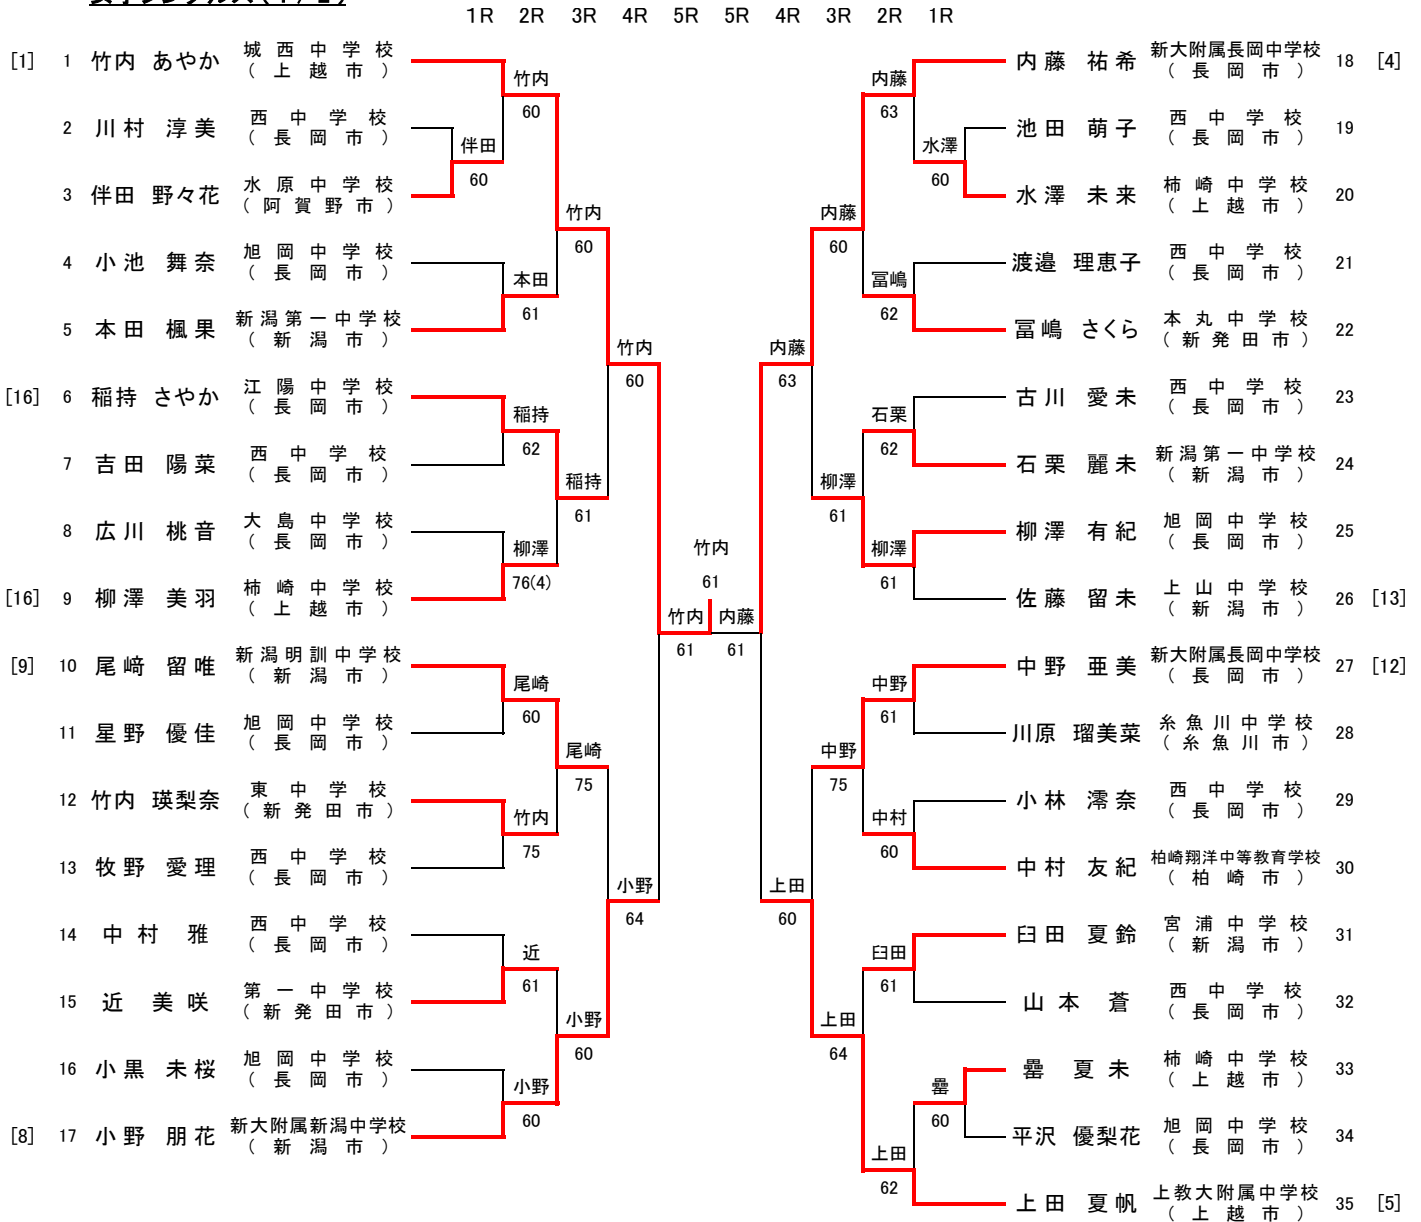 1R 2R 3R 4R 5R 5R 4R 3R 2R 1R
[1] 1 竹内 あやか 城西中学校 (上越市)
2 川村 淳美 西中学校 (長岡市)
3 伴田 野々花 水原中学校 (阿賀野市)
4 小池 舞奈 旭岡中学校 (長岡市)
5 本田 楓果 新潟第一中学校 (新潟市)
[16] 6 稲持 さやか 江陽中学校 (長岡市)
7 吉田 陽菜 西中学校 (長岡市)
8 広川 桃音 大島中学校 (長岡市)
[16] 9 柳澤 美羽 柿崎中学校 (上越市)
[9] 10 尾﨑 留唯 新潟明訓中学校 (新潟市)
11 星野 優佳 旭岡中学校 (長岡市)
12 竹内 瑛梨奈 東中学校 (新発田市)
13 牧野 愛理 西中学校 (長岡市)
14 中村 雅 西中学校 (長岡市)
15 近 美咲 第一中学校 (新発田市)
16 小黒 未桜 旭岡中学校 (長岡市)
[8] 17 小野 朋花 新大附属新潟中学校 (新潟市)
伴田
60
竹内
60
本田
61
稲持
62
柳澤
76(4)
尾崎
60
竹内
75
近
61
小野
60
竹内
60
稲持
61
尾崎
75
小野
60
竹内
60
小野
64
竹内
61
竹内
61
内藤
61
内藤
63
上田
60
内藤
60
柳澤
61
中野
75
上田
64
内藤
63
冨嶋
62
石栗
62
柳澤
61
中野
61
中村
60
臼田
61
上田
62
水澤
60
罍
60
内藤 祐希 新大附属長岡中学校 (長岡市) 18 [4]
池田 萌子 西中学校 (長岡市) 19
水澤 未来 柿崎中学校 (上越市) 20
渡邉 理恵子 西中学校 (長岡市) 21
冨嶋 さくら 本丸中学校 (新発田市) 22
古川 愛未 西中学校 (長岡市) 23
石栗 麗未 新潟第一中学校 (新潟市) 24
柳澤 有紀 旭岡中学校 (長岡市) 25
佐藤 留未 上山中学校 (新潟市) 26 [13]
中野 亜美 新大附属長岡中学校 (長岡市) 27 [12]
川原 瑠美菜 糸魚川中学校 (糸魚川市) 28
小林 澪奈 西中学校 (長岡市) 29
中村 友紀 柏崎翔洋中等教育学校 (柏崎市) 30
臼田 夏鈴 宮浦中学校 (新潟市) 31
山本 蒼 西中学校 (長岡市) 32
罍 夏未 柿崎中学校 (上越市) 33
平沢 優梨花 旭岡中学校 (長岡市) 34
上田 夏帆 上教大附属中学校 (上越市) 35 [5]